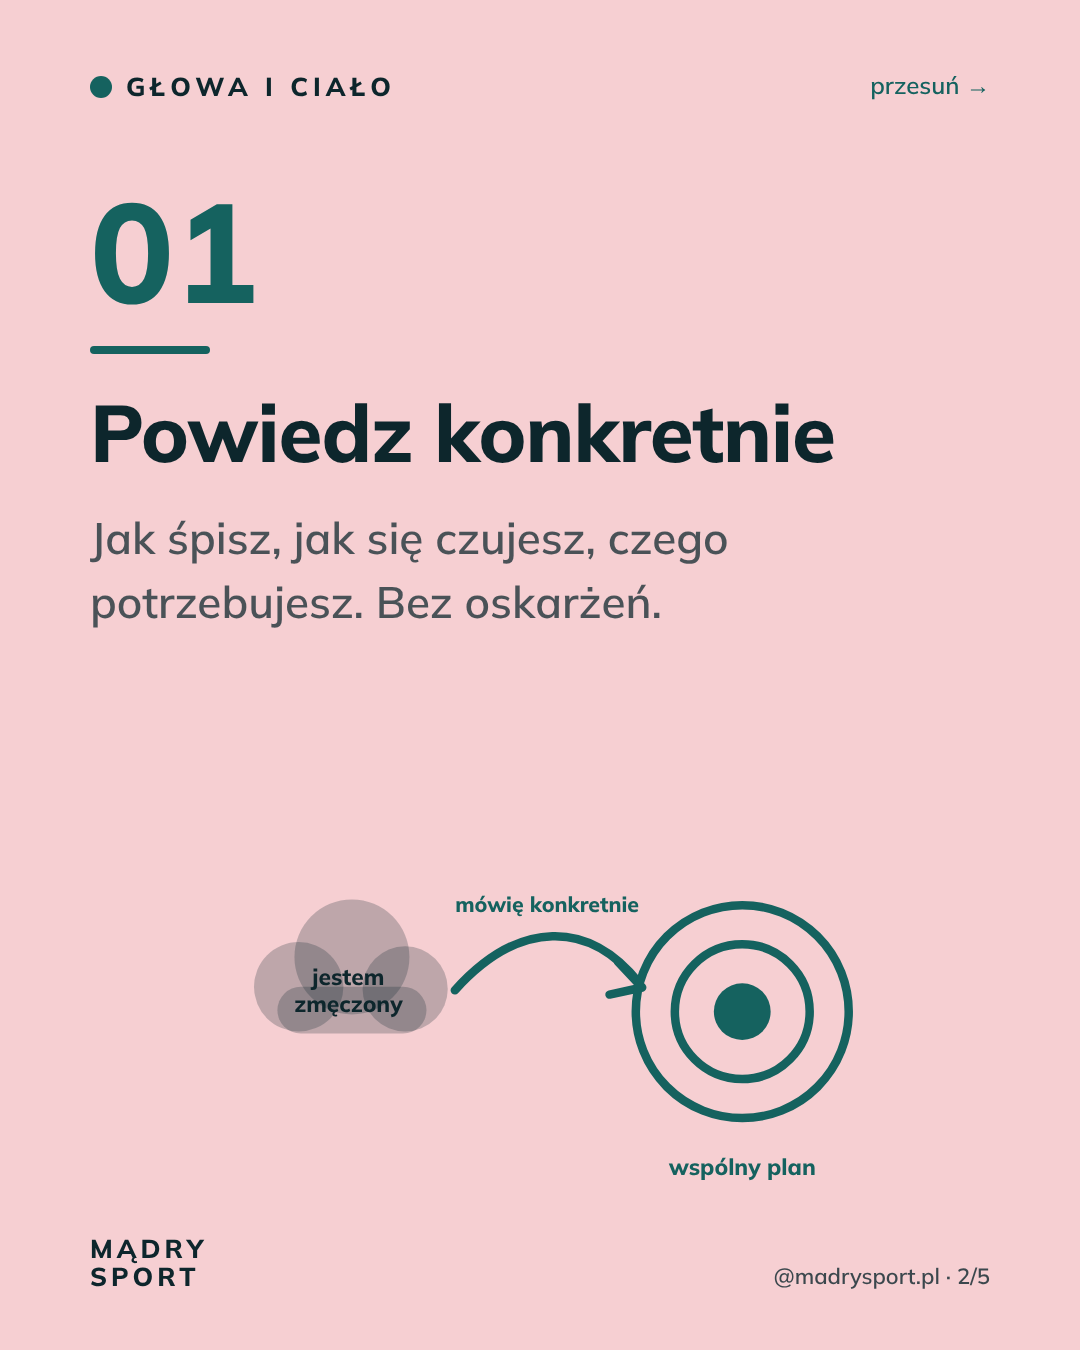 GŁOWA I CIAŁO
przesuń →
01
Powiedz konkretnie
Jak śpisz, jak się czujesz, czego
potrzebujesz. Bez oskarżeń.
mówię konkretnie
jestem
zmęczony
wspólny plan
MĄDRY
SPORT
@madrysport.pl · 2/5